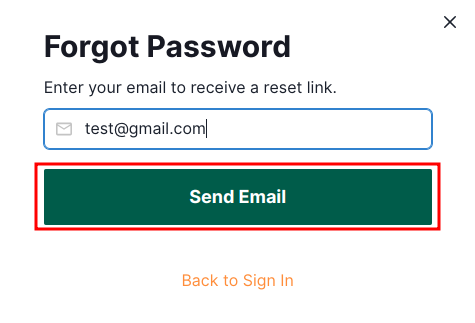 Forgot Password
Enter your email to receive a reset link.
test@gmail.com
Send Email
Back to Sign In